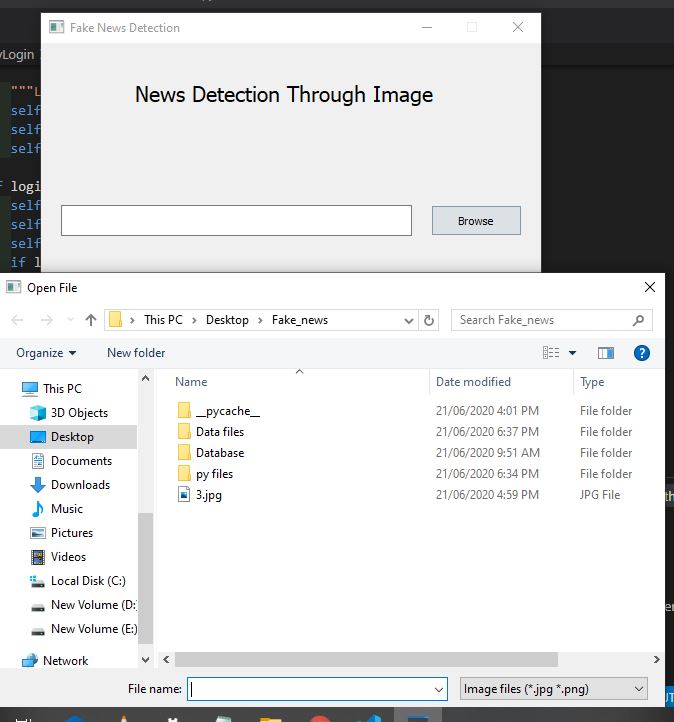 Login
Fake News Detection
"""L
self
self
self
News Detection Through Image
logi
self
self
self
if l
Browse
Open File
This PC > Desktop > Fake_news
Search Fake_news
Organize
New folder
Name
Date modified
Type
This PC
3D Objects
Desktop
Documents
Downloads
Music
Pictures
Videos
Local Disk (C:)
New Volume (D:
New Volume (E:)
Network
__pycache__ 21/06/2020 4:01 PM File folder
Data files 21/06/2020 6:37 PM File folder
Database 21/06/2020 9:51 AM File folder
py files 21/06/2020 6:34 PM File folder
3.jpg 21/06/2020 4:59 PM JPG File
File name:
Image files (*.jpg *.png)